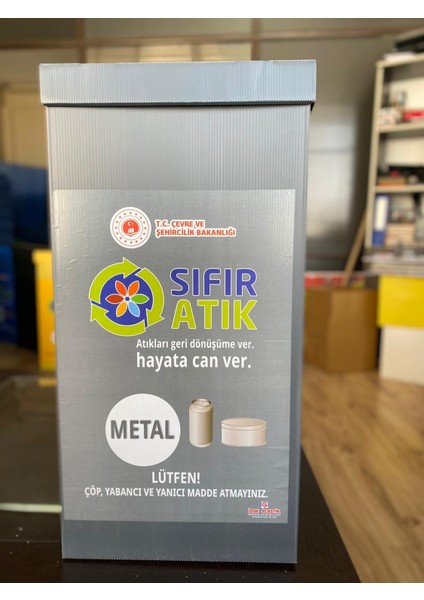 T.C. ÇEVRE VE
ŞEHİRCİLİK BAKANLIĞI
SIFIR
ATIK
Atıkları geri dönüşüme ver.
hayata can ver.
METAL
LÜTFEN!
ÇÖP, YABANCI VE YANICI MADDE ATMAYINIZ.